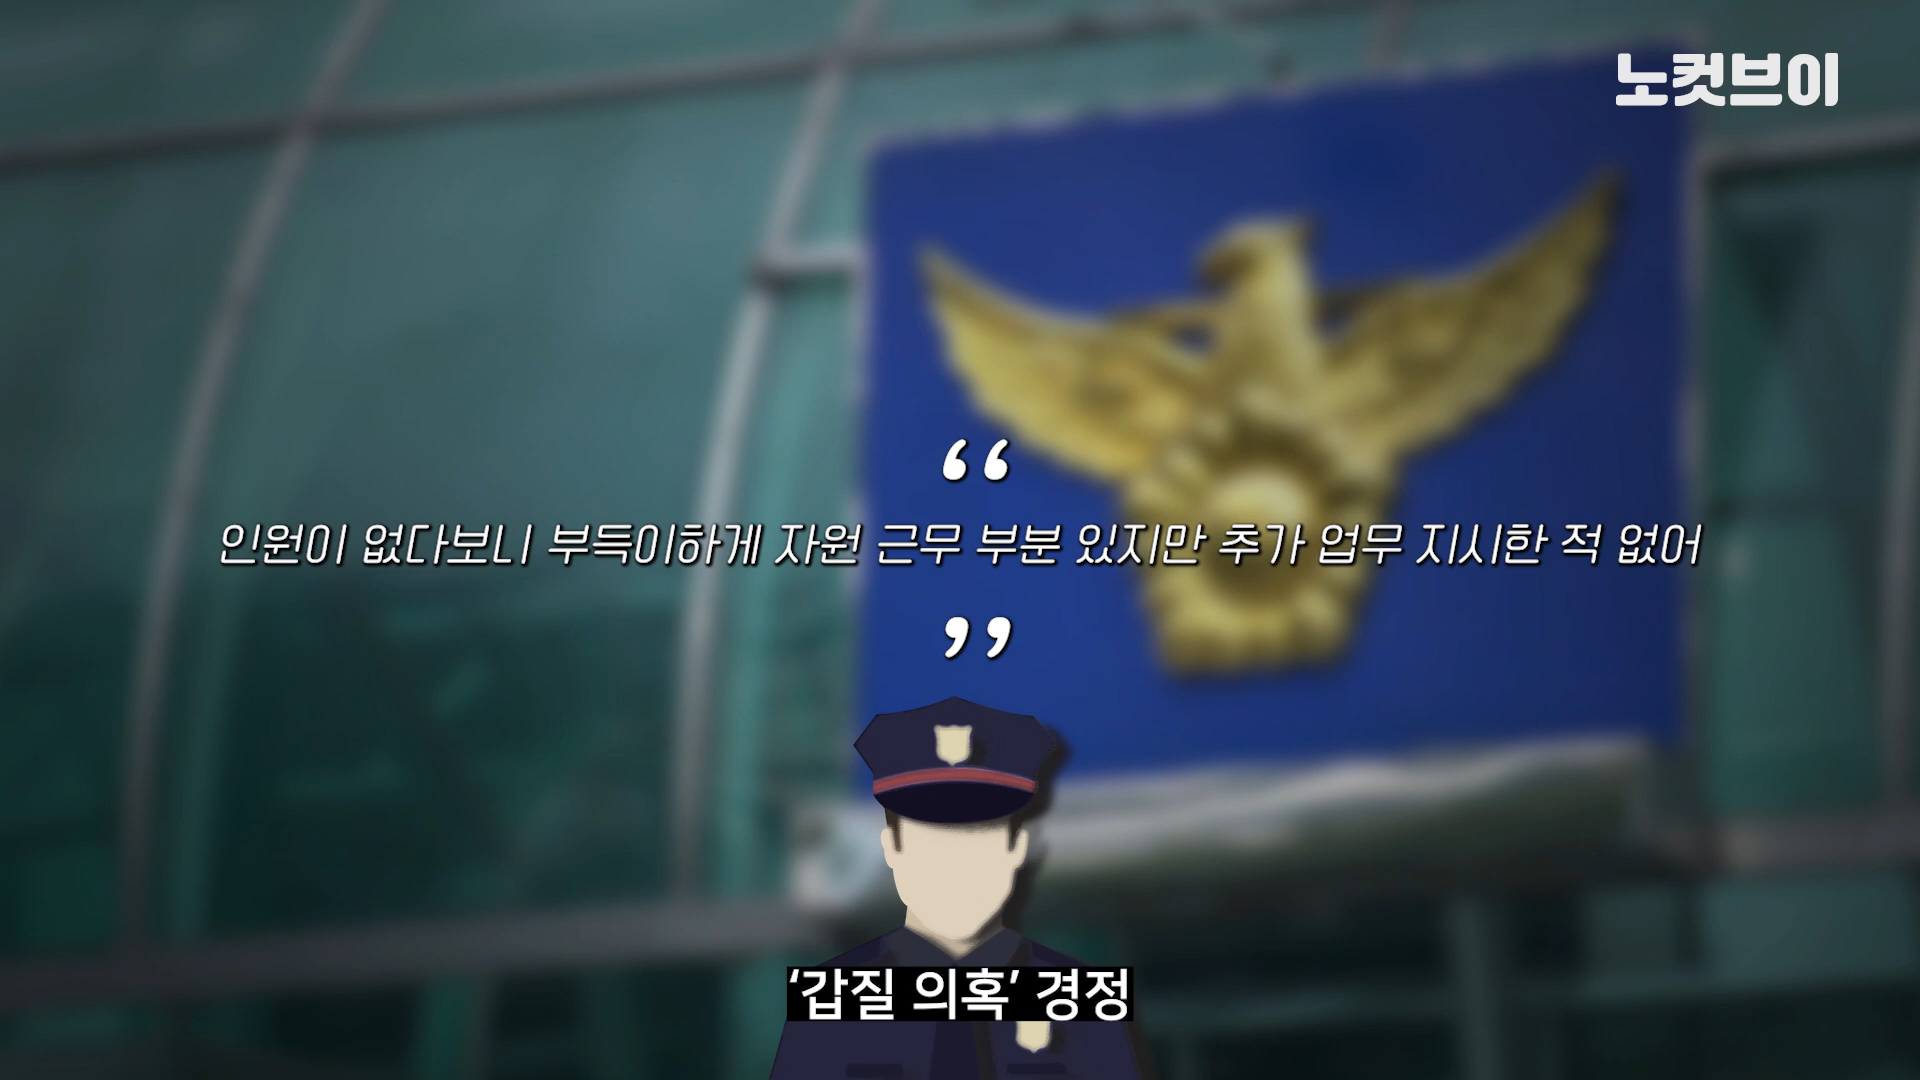 노컷브이
“
인원이 없다보니 부득이하게 자원 근무 부분 있지만 추가 업무 지시한 적 없어
”
‘갑질 의혹’ 경정